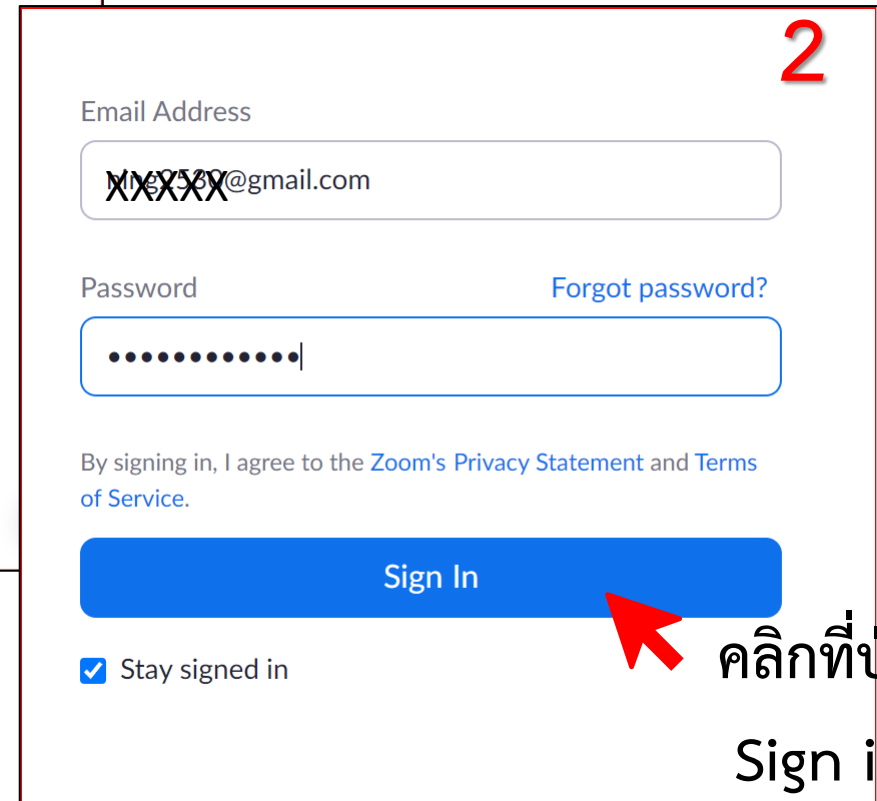 2
Email Address
XXXXX@gmail.com
Password
Forgot password?
By signing in, I agree to the Zoom's Privacy Statement and Terms
of Service.
Sign In
Stay signed in
คลิกที่
Sign i